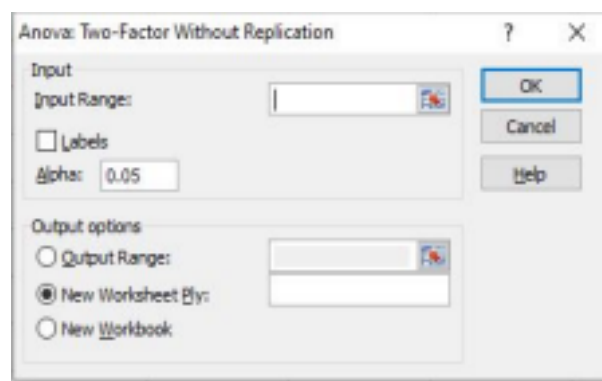 Anova: Two-Factor Without Replication ? ×
Input
Input Range:
OK
Labels
Cancel
Alpha: 0.05
Help
Output options
Output Range:
New Worksheet Ply:
New Workbook